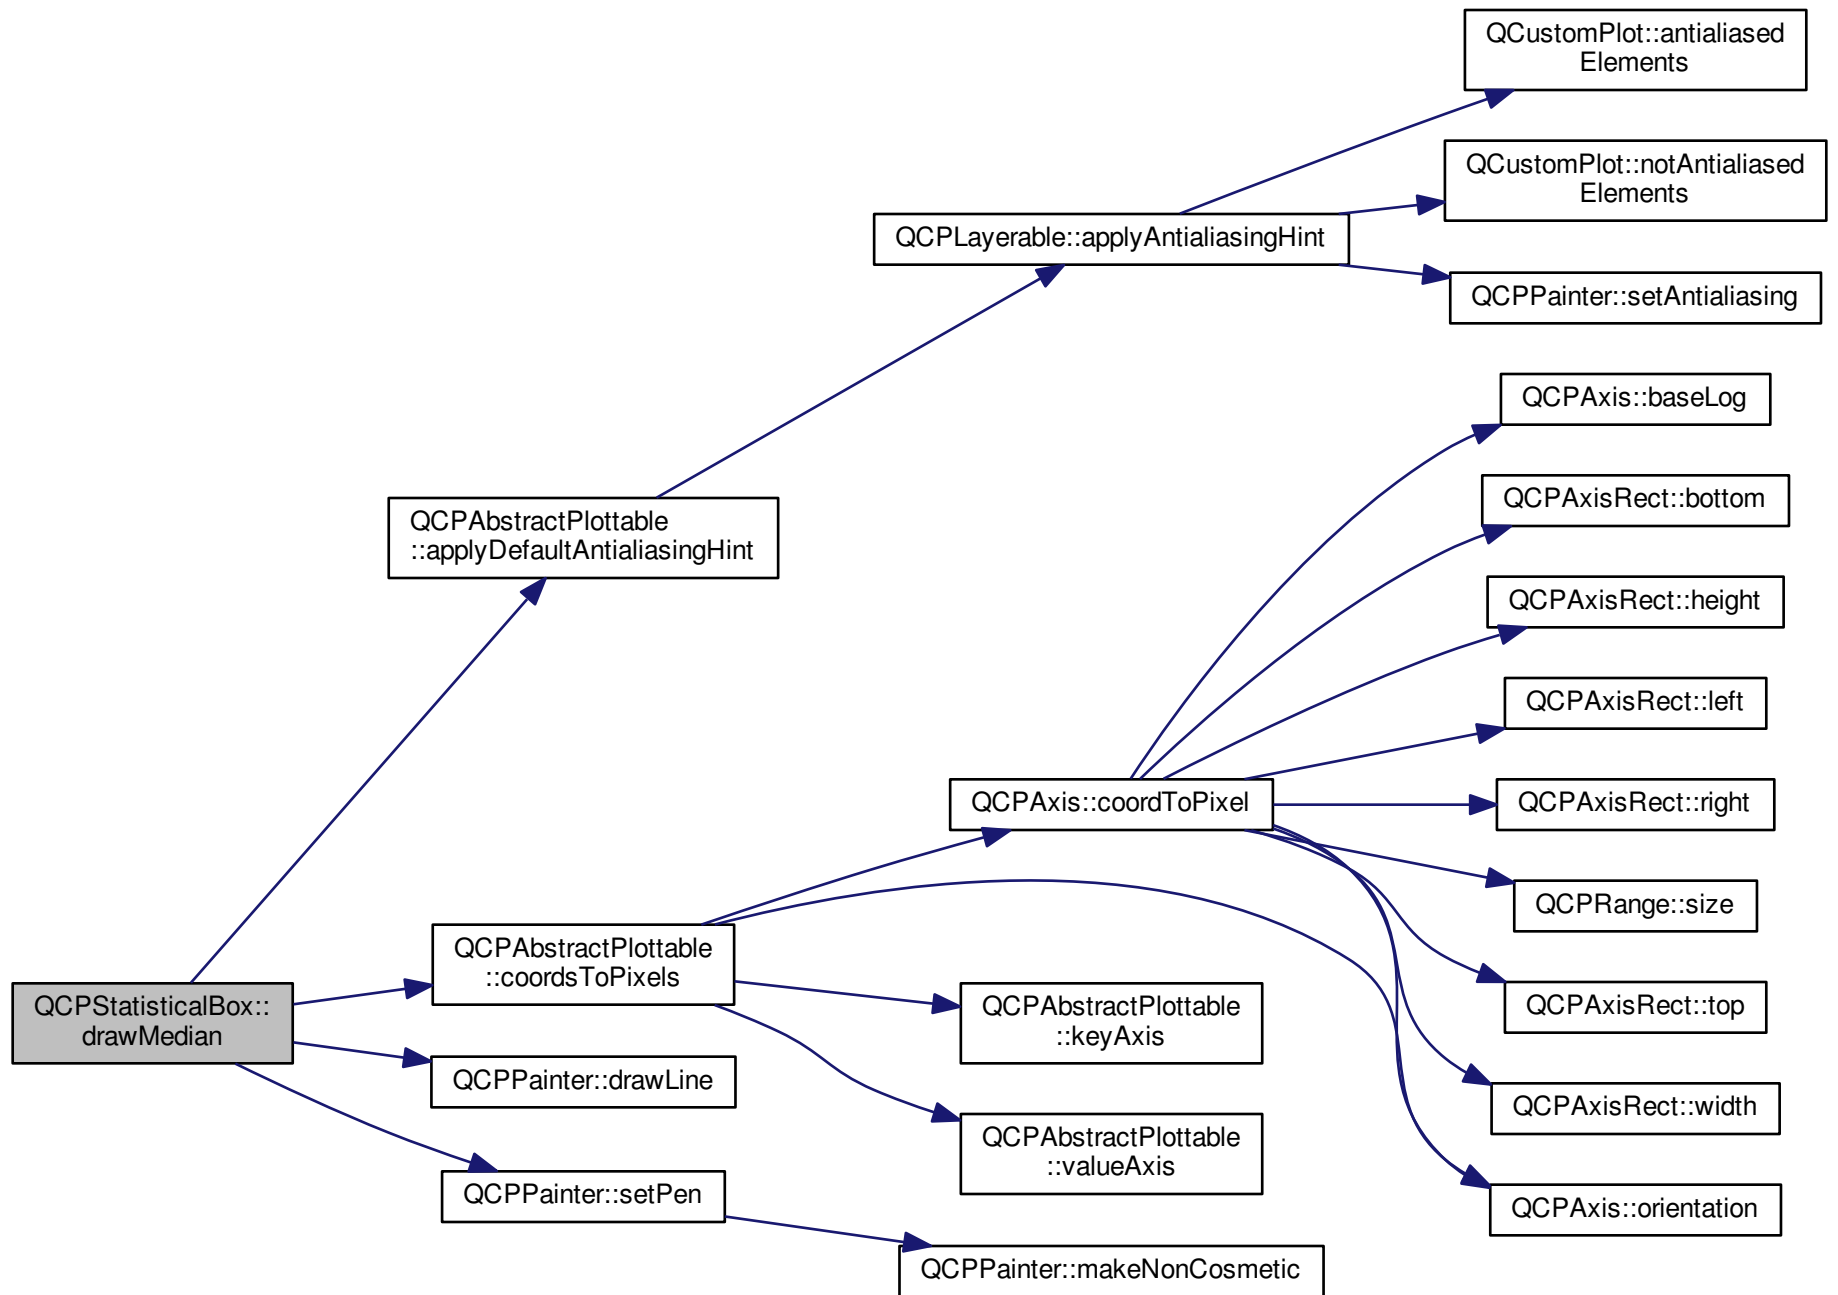 QCustomPlot::antialiased
Elements
QCustomPlot::notAntialiased
Elements
QCPLayerable::applyAntialiasingHint
QCPPainter::setAntialiasing
QCPAxis::baseLog
QCPAxisRect::bottom
QCPAbstractPlottable
::applyDefaultAntialiasingHint
QCPAxisRect::height
QCPAxisRect::left
QCPAxis::coordToPixel
QCPAxisRect::right
QCPRange::size
QCPAbstractPlottable
::coordsToPixels
QCPStatisticalBox::
drawMedian
QCPAbstractPlottable
::keyAxis
QCPAxisRect::top
QCPPainter::drawLine
QCPAxisRect::width
QCPAbstractPlottable
::valueAxis
QCPPainter::setPen
QCPAxis::orientation
QCPPainter::makeNonCosmetic